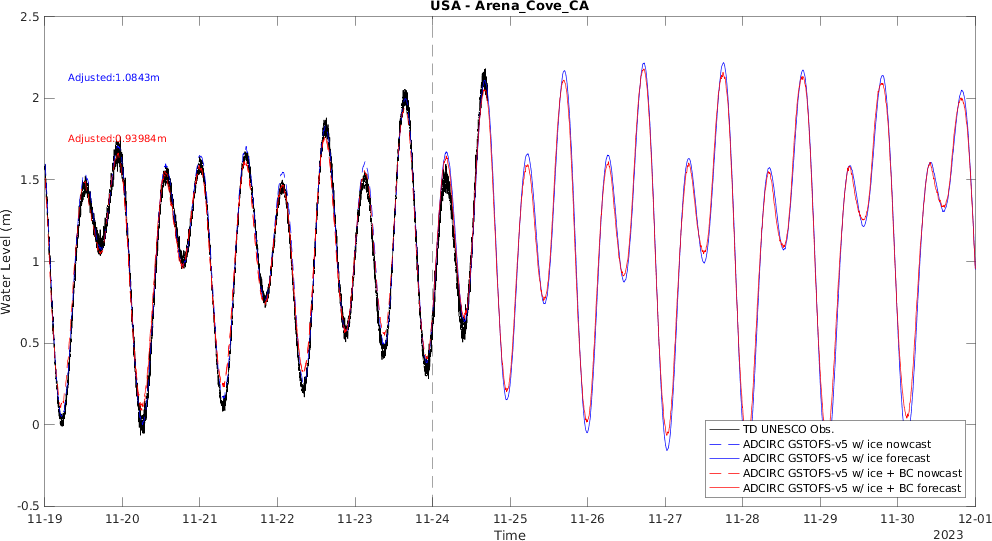 USA - Arena_Cove_CA
Adjusted:1.0843m
Adjusted:0.93984m
Water Level (m)
2.5
2
1.5
1
0.5
0
-0.5
TD UNESCO Obs.
ADCIRC GSTOFS-v5 w/ ice nowcast
ADCIRC GSTOFS-v5 w/ ice forecast
ADCIRC GSTOFS-v5 w/ ice + BC nowcast
ADCIRC GSTOFS-v5 w/ ice + BC forecast
11-19 11-20 11-21 11-22 11-23 11-24 11-25 11-26 11-27 11-28 11-29 11-30 12-01
Time
2023